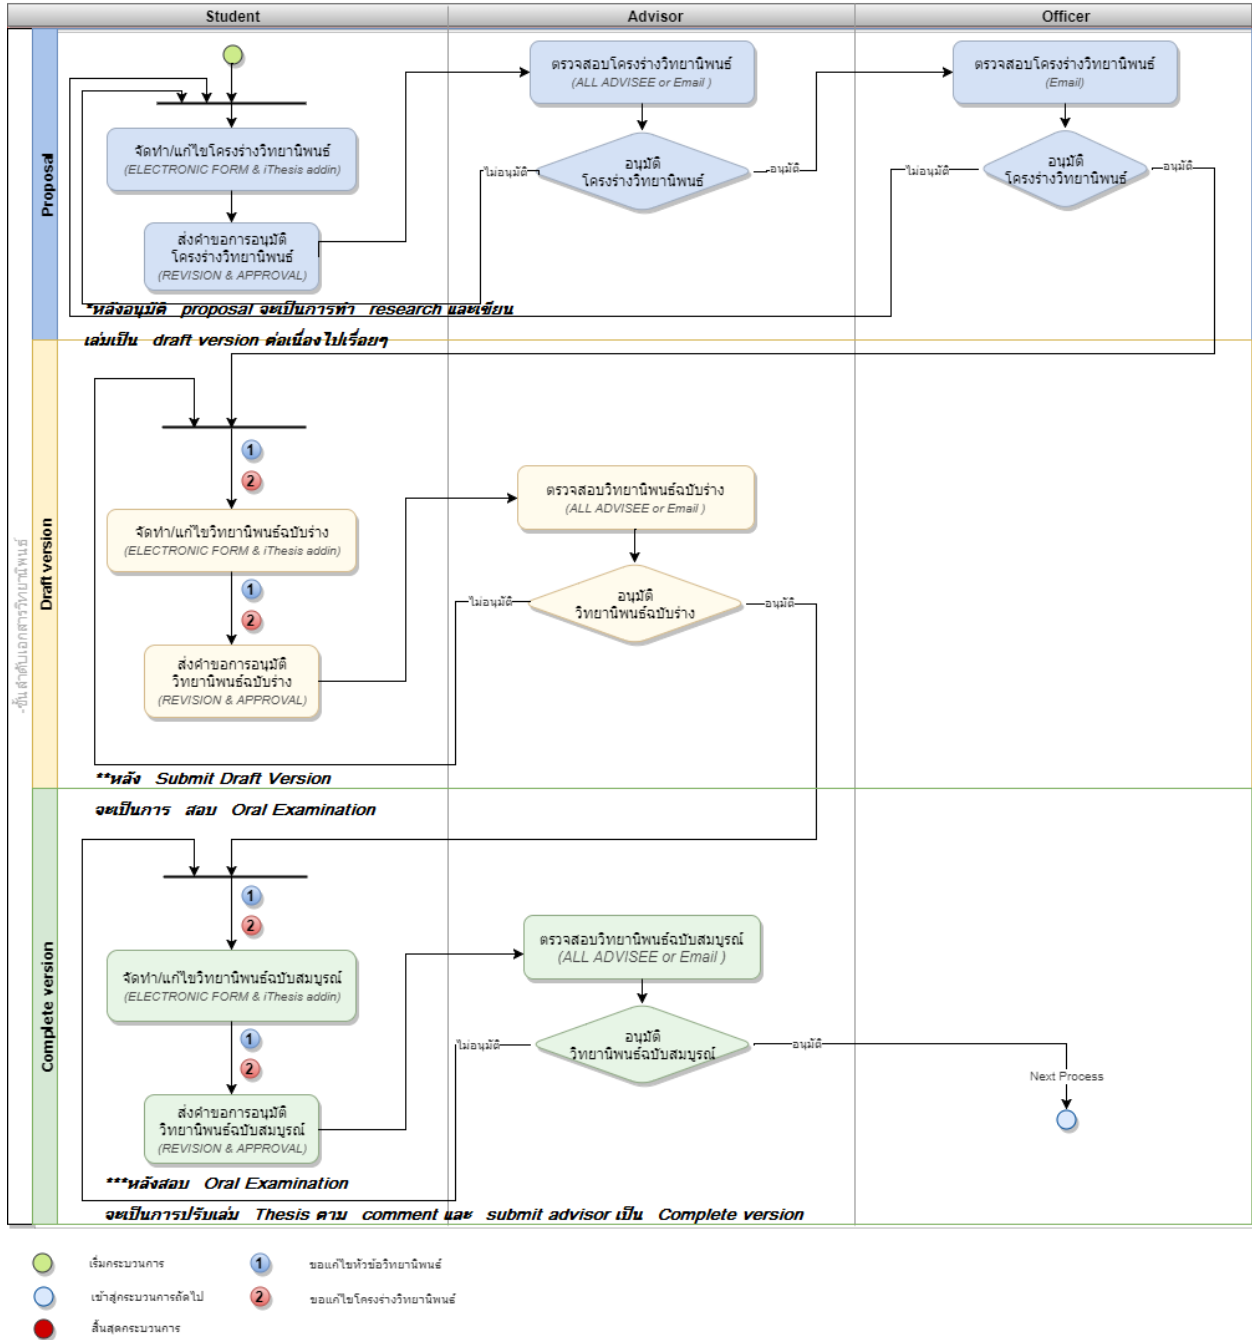 Student
Advisor
Officer
-ชั้นลำดับเอกสารวิทยานิพนธ์
Proposal
จัดทำ/แก้ไขโครงร่างวิทยานิพนธ์
(ELECTRONIC FORM & iThesis addin)
ส่งคำขอการอนุมัติ
โครงร่างวิทยานิพนธ์
(REVISION & APPROVAL)
ตรวจสอบโครงร่างวิทยานิพนธ์
(ALL ADVISEE or Email )
อนุมัติ
โครงร่างวิทยานิพนธ์
ไม่อนุมัติ
อนุมัติ
ตรวจสอบโครงร่างวิทยานิพนธ์
(Email)
อนุมัติ
โครงร่างวิทยานิพนธ์
ไม่อนุมัติ
อนุมัติ
*หลังอนุมัติ proposal จะเป็นการทำ research และเขียน
เล่มเป็น draft version ต่อเนื่องไปเรื่อยๆ
Draft version
1
2
จัดทำ/แก้ไขวิทยานิพนธ์ฉบับร่าง
(ELECTRONIC FORM & iThesis addin)
1
2
ส่งคำขอการอนุมัติ
วิทยานิพนธ์ฉบับร่าง
(REVISION & APPROVAL)
ตรวจสอบวิทยานิพนธ์ฉบับร่าง
(ALL ADVISEE or Email )
อนุมัติ
วิทยานิพนธ์ฉบับร่าง
ไม่อนุมัติ
อนุมัติ
**หลัง Submit Draft Version
จะเป็นการ สอบ Oral Examination
Complete version
1
2
จัดทำ/แก้ไขวิทยานิพนธ์ฉบับสมบูรณ์
(ELECTRONIC FORM & iThesis addin)
1
2
ส่งคำขอการอนุมัติ
วิทยานิพนธ์ฉบับสมบูรณ์
(REVISION & APPROVAL)
ตรวจสอบวิทยานิพนธ์ฉบับสมบูรณ์
(ALL ADVISEE or Email )
อนุมัติ
วิทยานิพนธ์ฉบับสมบูรณ์
ไม่อนุมัติ
อนุมัติ
Next Process
***หลังสอบ Oral Examination
จะเป็นการปรับเล่ม Thesis ตาม comment และ submit advisor เป็น Complete version
เริ่มกระบวนการ
1 ขอแก้ไขหัวข้อวิทยานิพนธ์
เข้าสู่กระบวนการถัดไป
2 ขอแก้ไขโครงร่างวิทยานิพนธ์
สิ้นสุดกระบวนการ